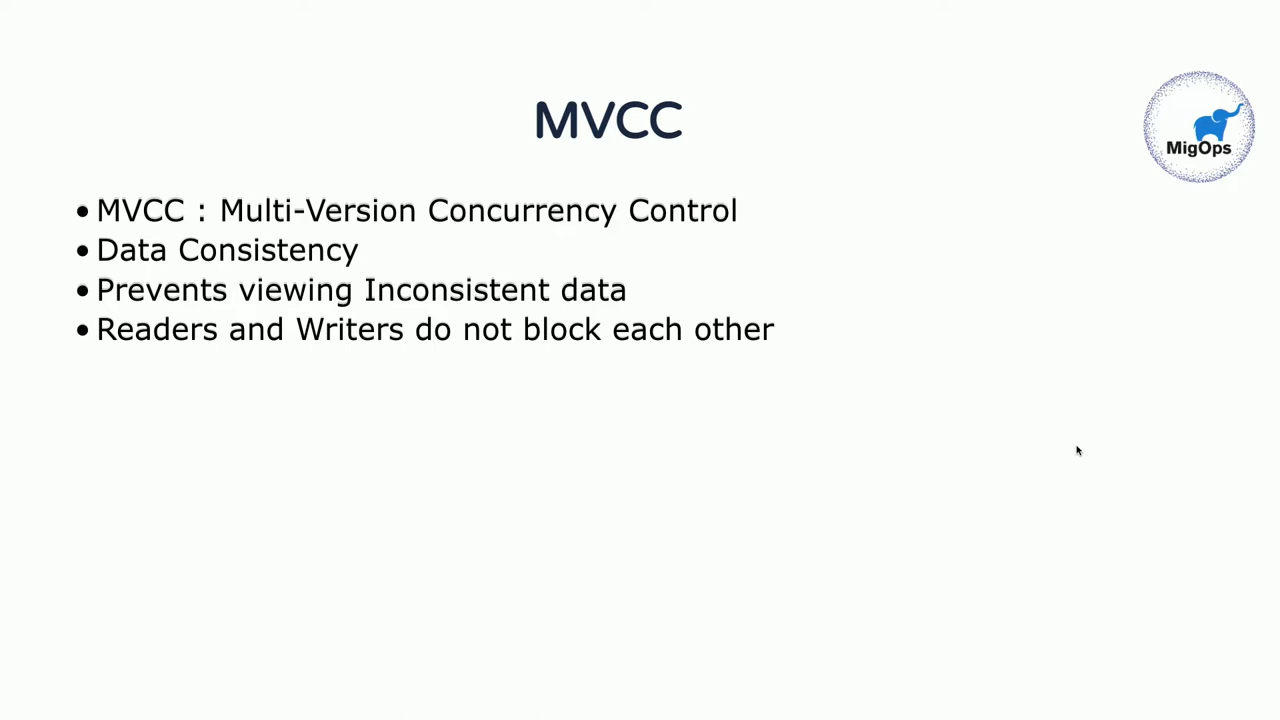 MVCC
MigOps
• MVCC : Multi-Version Concurrency Control
• Data Consistency
• Prevents viewing Inconsistent data
• Readers and Writers do not block each other